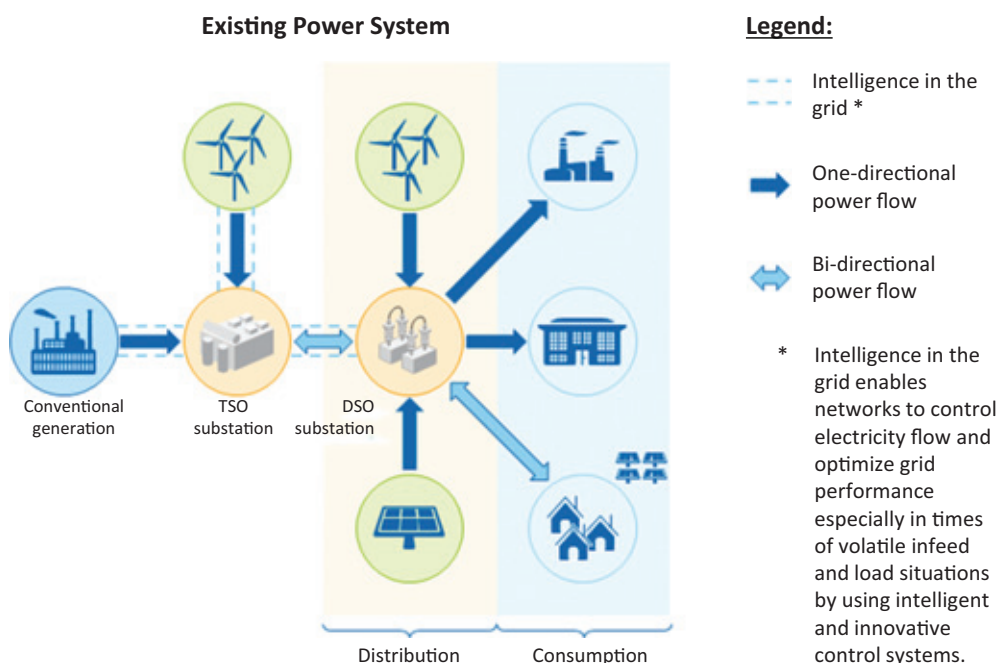 Existing Power System
Conventional
generation
TSO
substation
DSO
substation
Distribution
Consumption
Legend:
Intelligence in the
grid *
One-directional
power flow
Bi-directional
power flow
* Intelligence in the
grid enables
networks to control
electricity flow and
optimize grid
performance
especially in times
of volatile infeed
and load situations
by using intelligent
and innovative
control systems.